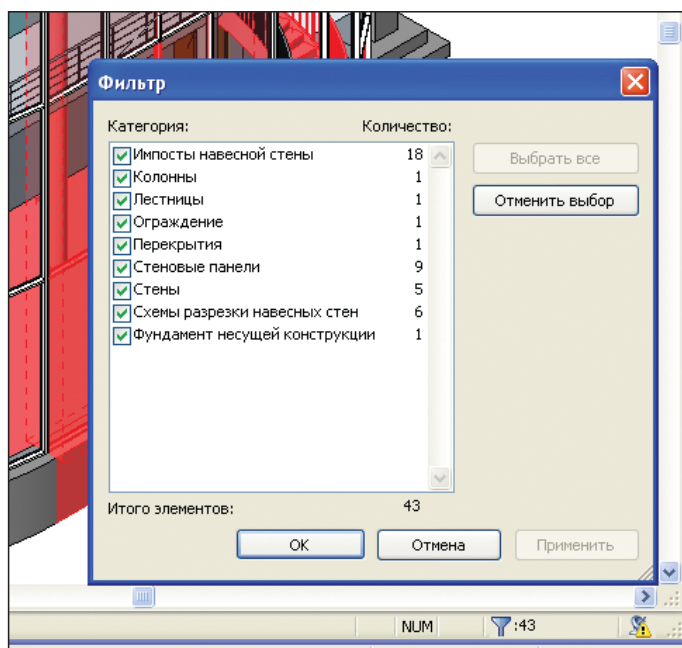 Фильтр
Категория: Количество:
Импосты навесной стены 18
Выбрать все
Колонны 1
Лестницы 1
Отменить выбор
Ограждение 1
Перекрытия 1
Стеновые панели 9
Стены 5
Схемы разрезки навесных стен 6
Фундамент несущей конструкции 1
Итого элементов: 43
OK Отмена Применить
NUM :43